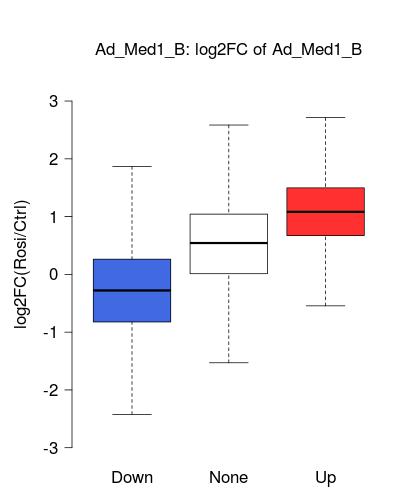 Ad_Med1_B: log2FC of Ad_Med1_B
log2FC(Rosi/Ctrl)
3
2
1
0
-1
-2
-3
Down None Up